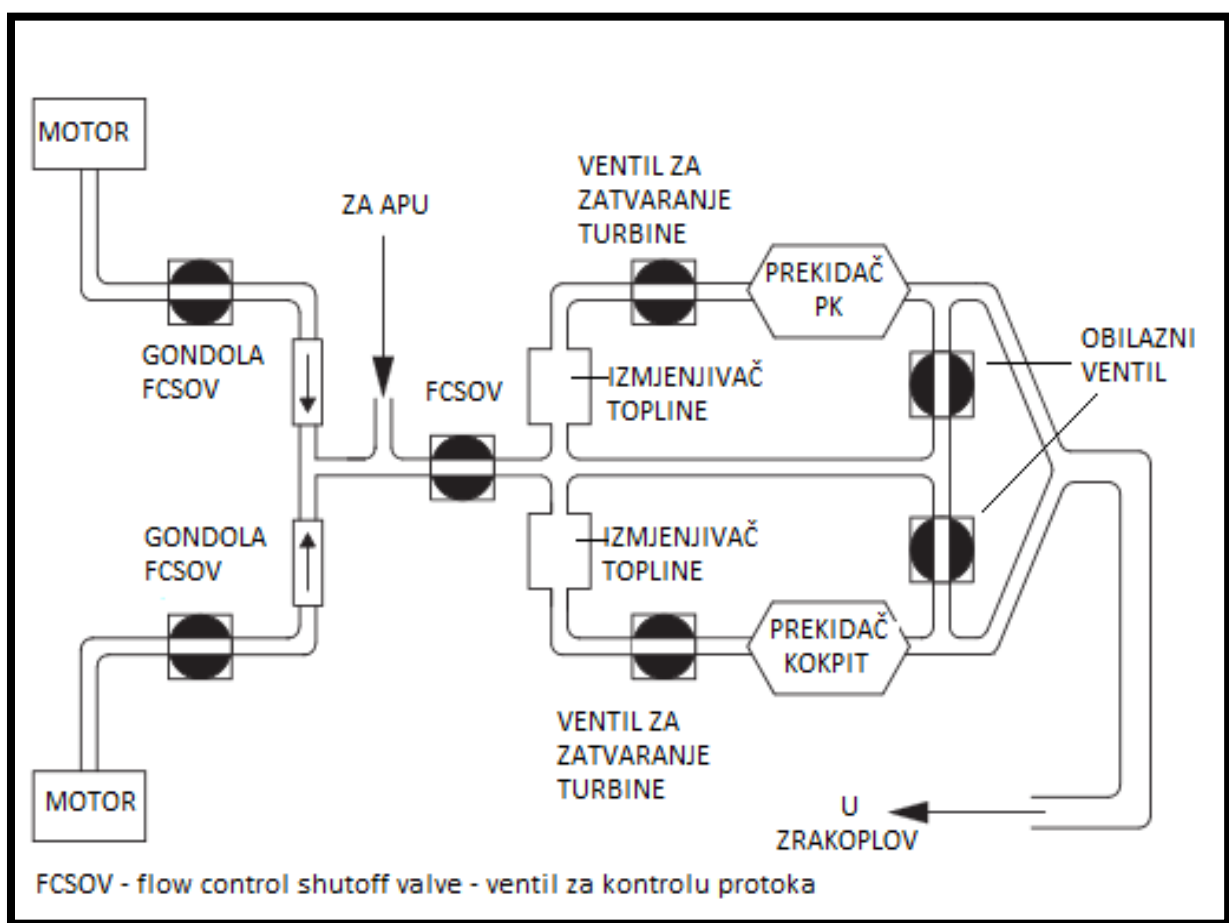 MOTOR
ZA APU
VENTIL ZA
ZATVARANJE
TURBINE
PREKIDAČ
PK
GONDOLA
FCSOV
FCSOV
IZMJENJIVAČ
TOPLINE
OBILAZNI
VENTIL
GONDOLA
FCSOV
IZMJENJIVAČ
TOPLINE
PREKIDAČ
KOKPIT
VENTIL ZA
ZATVARANJE
TURBINE
MOTOR
U
ZRAKOPLOV
FCSOV - flow control shutoff valve - ventil za kontrolu protoka